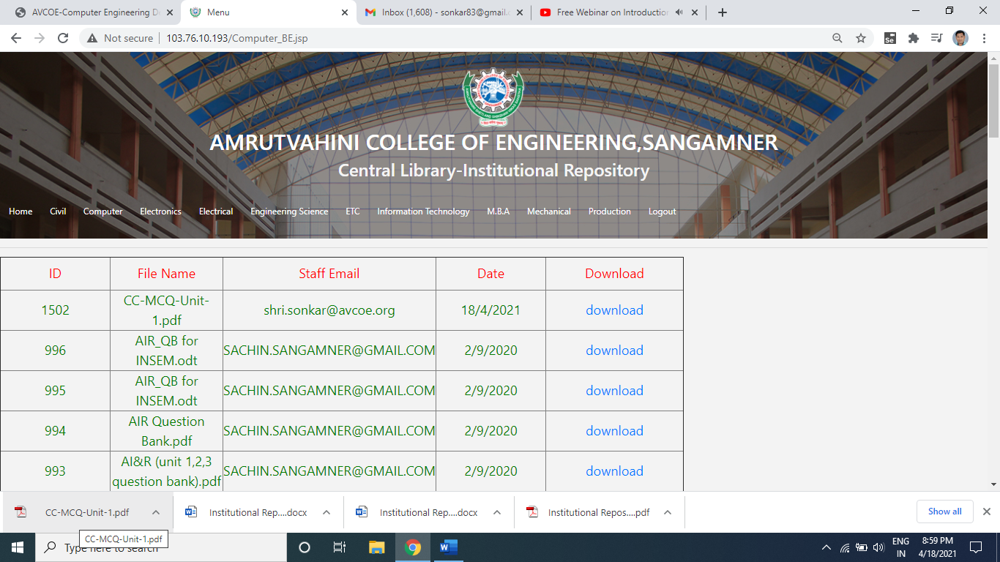 AVCOE-Computer Engineering D
Menu
Inbox (1,608) - sonkar83@gmail.c
Free Webinar on Introduction
Not secure | 103.76.10.193/Computer_BE.jsp
AMRUTVAHINI COLLEGE OF ENGINEERING,SANGAMNER
Central Library-Institutional Repository
Home Civil Computer Electronics Electrical Engineering Science ETC Information Technology M.B.A Mechanical Production Logout
ID File Name Staff Email Date Download
1502 CC-MCQ-Unit-
1.pdf shri.sonkar@avcoe.org 18/4/2021 download
996 AIR_QB for
INSEM.odt SACHIN.SANGAMNER@GMAIL.COM 2/9/2020 download
995 AIR_QB for
INSEM.odt SACHIN.SANGAMNER@GMAIL.COM 2/9/2020 download
994 AIR Question
Bank.pdf SACHIN.SANGAMNER@GMAIL.COM 2/9/2020 download
993 AI&R (unit 1,2,3
question bank).pdf SACHIN.SANGAMNER@GMAIL.COM 2/9/2020 download
CC-MCQ-Unit-1.pdf
Institutional Rep....docx
Institutional Rep....docx
Institutional Repos....pdf
Show all
CC-MCQ-Unit-1.pdf
Type here to search
ENG
IN
8:59 PM
4/18/2021